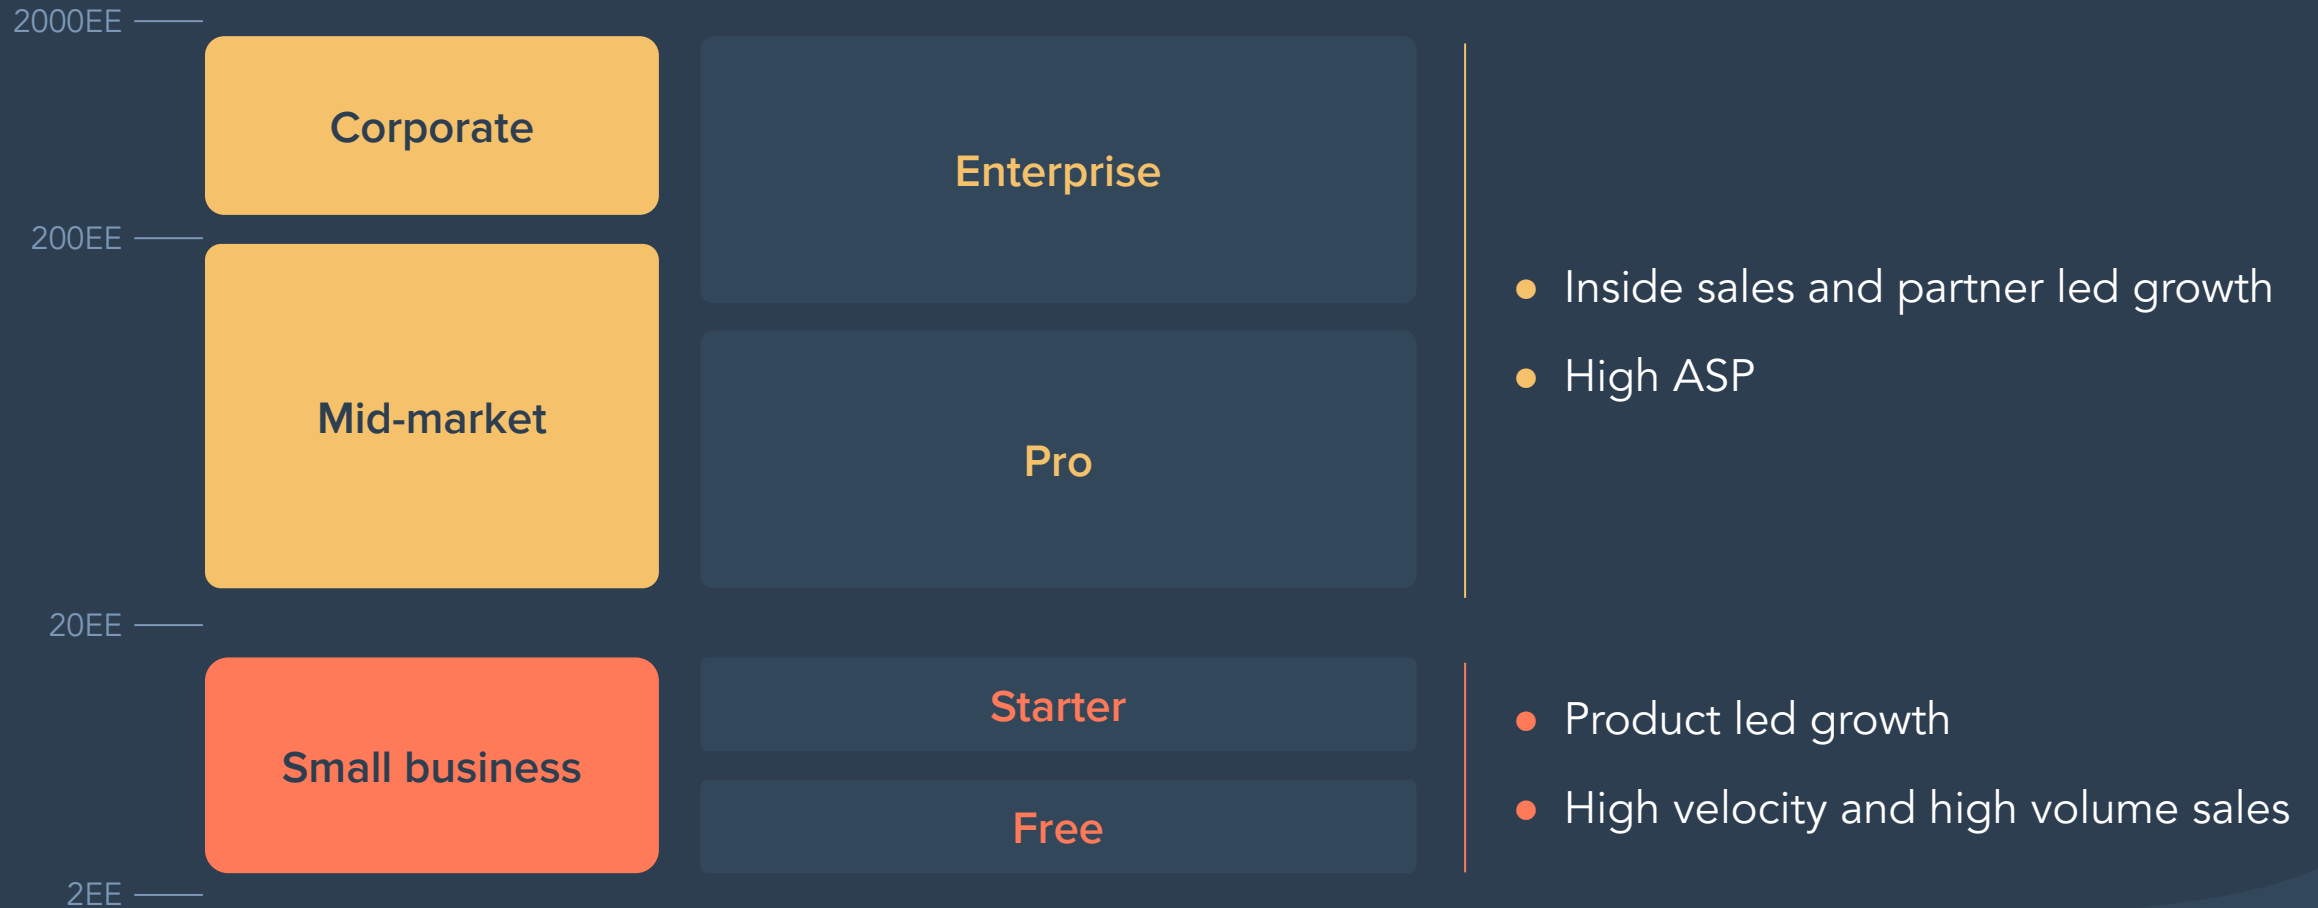 2000EE
Corporate
Enterprise
200EE
Inside sales and partner led growth
High ASP
Mid-market
Pro
20EE
Starter
Product led growth
Small business
High velocity and high volume sales
Free
2EE